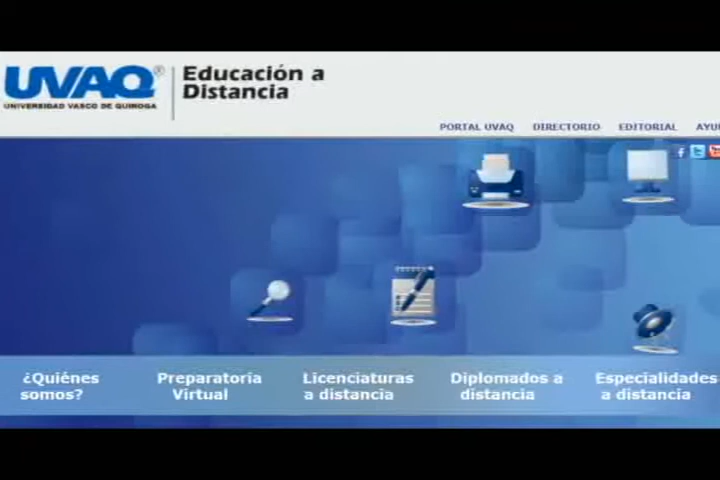 UVAQ®
UNIVERSIDAD VASCO DE QUIROGA
Educación a
Distancia
PORTAL UVAQ DIRECTORIO EDITORIAL AYU
¿Quiénes somos?
Preparatoria Virtual
Licenciaturas a distancia
Diplomados a distancia
Especialidades a distancia